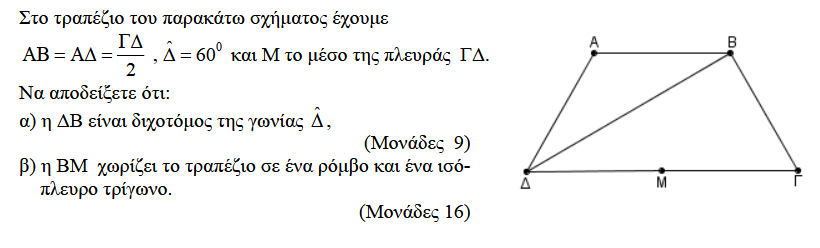 Στο τραπέζιο του παρακάτω σχήματος έχουμε
ΑΒ = ΑΔ = ΓΔ/2 , Δ̂ = 60⁰ και Μ το μέσο της πλευράς ΓΔ.
Να αποδείξετε ότι:
α) η ΔΒ είναι διχοτόμος της γωνίας Δ̂ ,
(Μονάδες 9)
β) η ΒΜ χωρίζει το τραπέζιο σε ένα ρόμβο και ένα ισό-
πλευρο τρίγωνο.
(Μονάδες 16)
Α Β
Δ Μ Γ